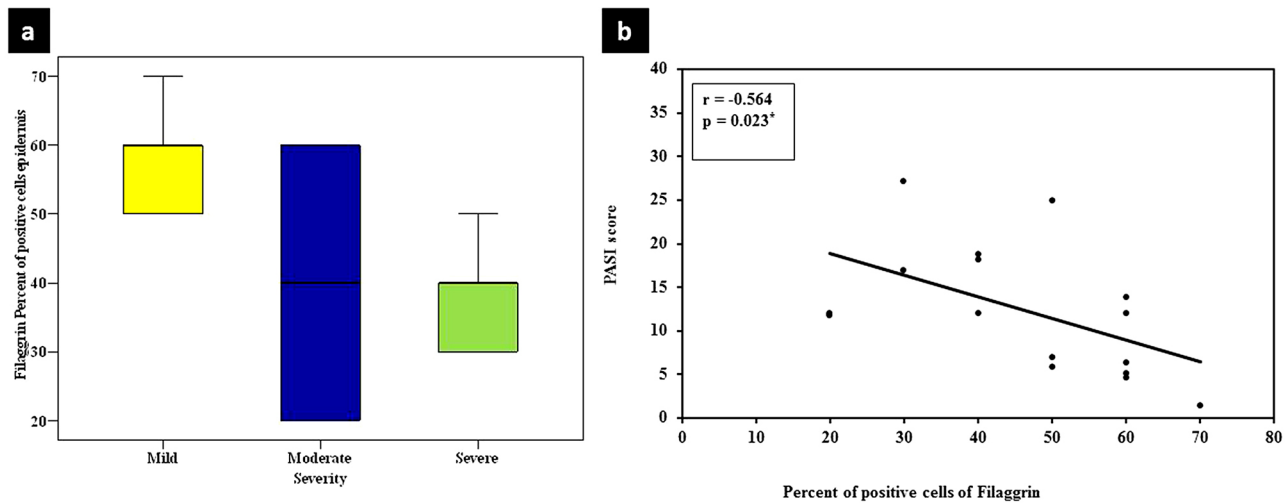 a
Filaggrin Percent of positive cells epidermis
70
60
50
40
30
20
Mild
Moderate
Severe
Severity
b
PASI score
40
35
30
25
20
15
10
5
0
r = -0.564
p = 0.023*
0
10
20
30
40
50
60
70
80
Percent of positive cells of Filaggrin